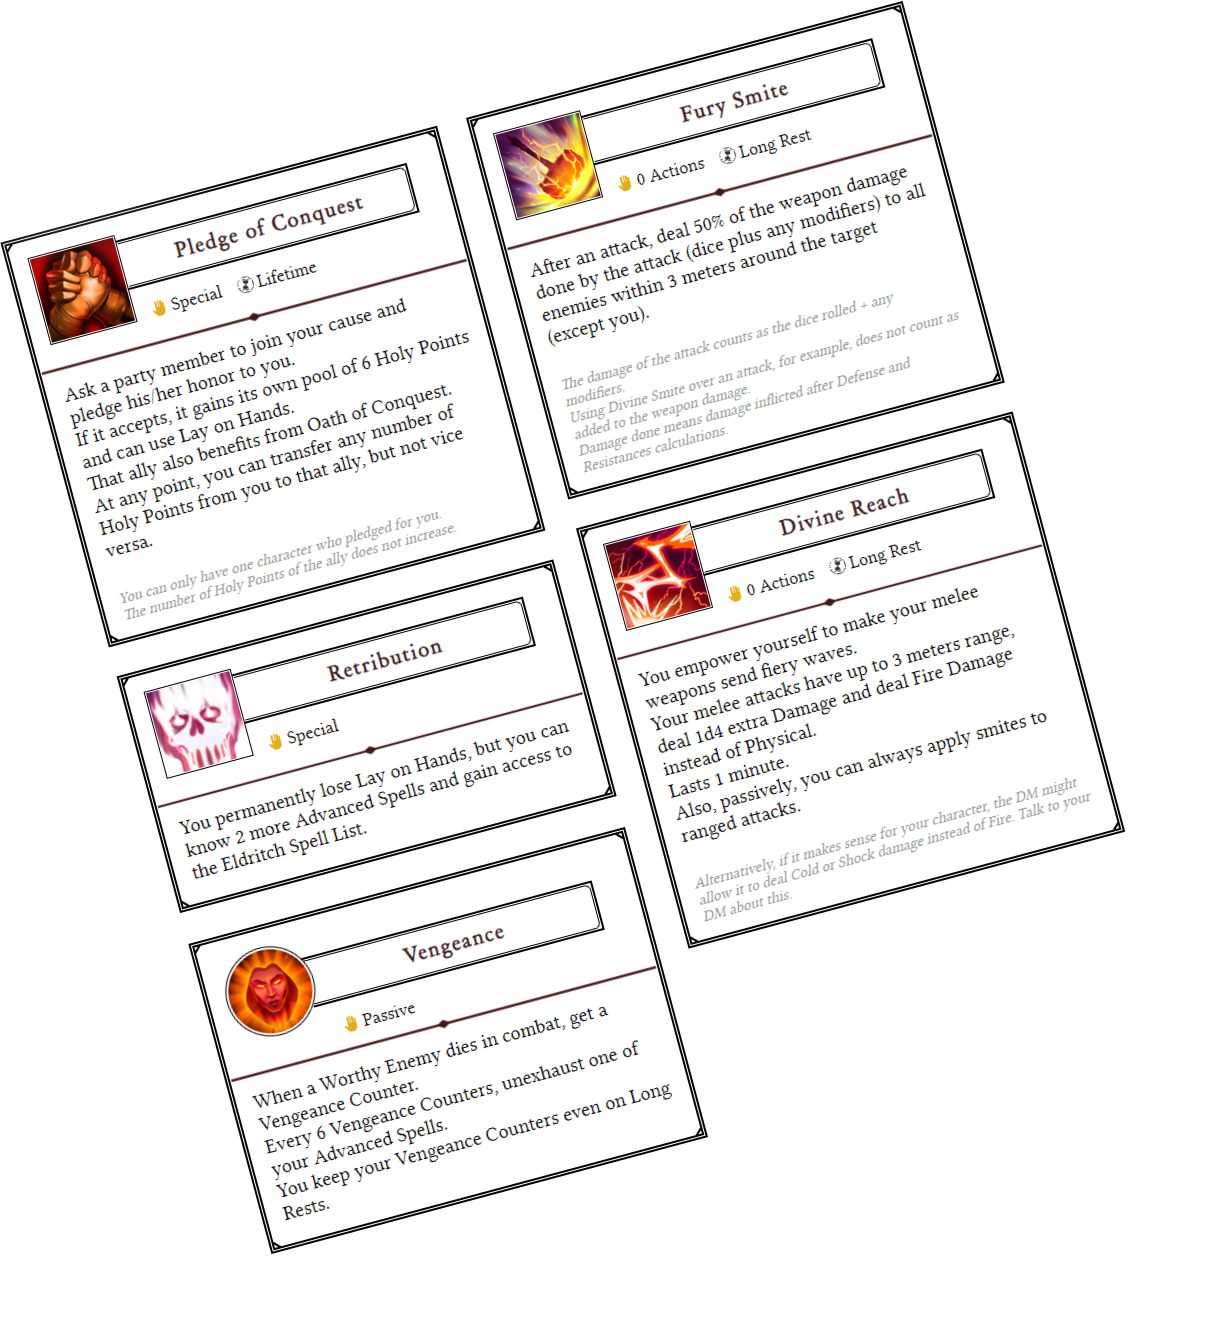 Pledge of Conquest
Special Lifetime
Ask a party member to join your cause and
pledge his/her honor to you.
If it accepts, it gains its own pool of 6 Holy Points
and can use Lay on Hands.
That ally also benefits from Oath of Conquest.
At any point, you can transfer any number of
Holy Points from you to that ally, but not vice
versa.
You can only have one character who pledged for you.
The number of Holy Points of the ally does not increase.
Retribution
Special
You permanently lose Lay on Hands, but you can
know 2 more Advanced Spells and gain access to
the Eldritch Spell List.
Vengeance
Passive
When a Worthy Enemy dies in combat, get a
Vengeance Counter.
Every 6 Vengeance Counters, unexhaust one of
your Advanced Spells.
You keep your Vengeance Counters even on Long
Rests.
Fury Smite
0 Actions Long Rest
After an attack, deal 50% of the weapon damage
done by the attack (dice plus any modifiers) to all
enemies within 3 meters around the target
(except you).
The damage of the attack counts as the dice rolled + any
modifiers.
Using Divine Smite over an attack, for example, does not count as
added to the weapon damage.
Damage done means damage inflicted after Defense and
Resistances calculations.
Divine Reach
0 Actions Long Rest
You empower yourself to make your melee
weapons send fiery waves.
Your melee attacks have up to 3 meters range,
deal 1d4 extra Damage and deal Fire Damage
instead of Physical.
Lasts 1 minute.
Also, passively, you can always apply smites to
ranged attacks.
Alternatively, if it makes sense for your character, the DM might
allow it to deal Cold or Shock damage instead of Fire. Talk to your
DM about this.